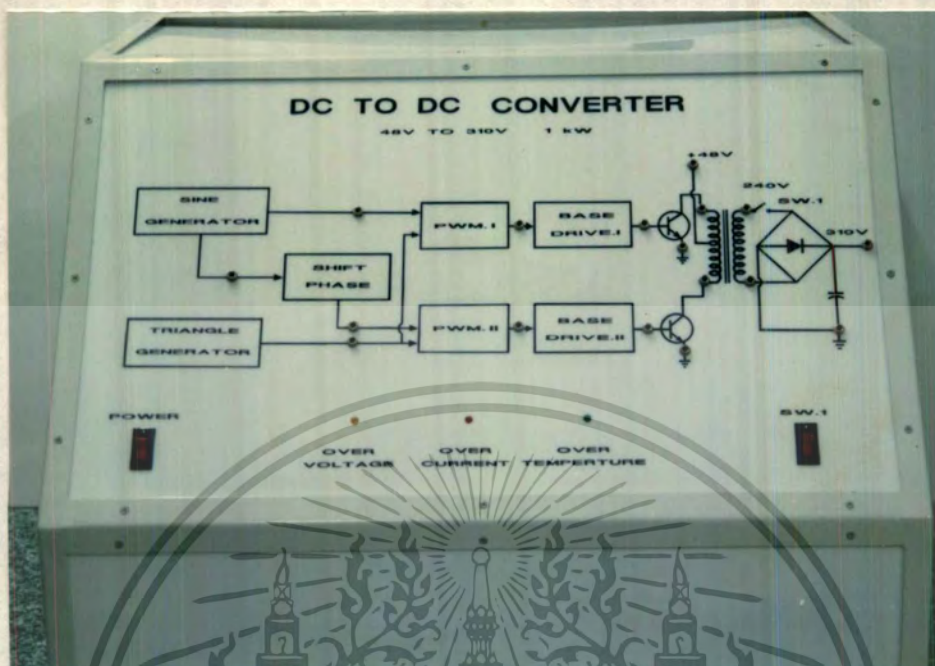 DC TO DC CONVERTER
48V TO 310V 1 kW
+48V
240V
SW.1
SINE
GENERATOR
PWM.I
BASE
DRIVE.I
310V
SHIFT
PHASE
TRIANGLE
GENERATOR
PWM.II
BASE
DRIVE.II
POWER
SW.1
OVER
VOLTAGE
OVER
CURRENT
OVER
TEMPERTURE